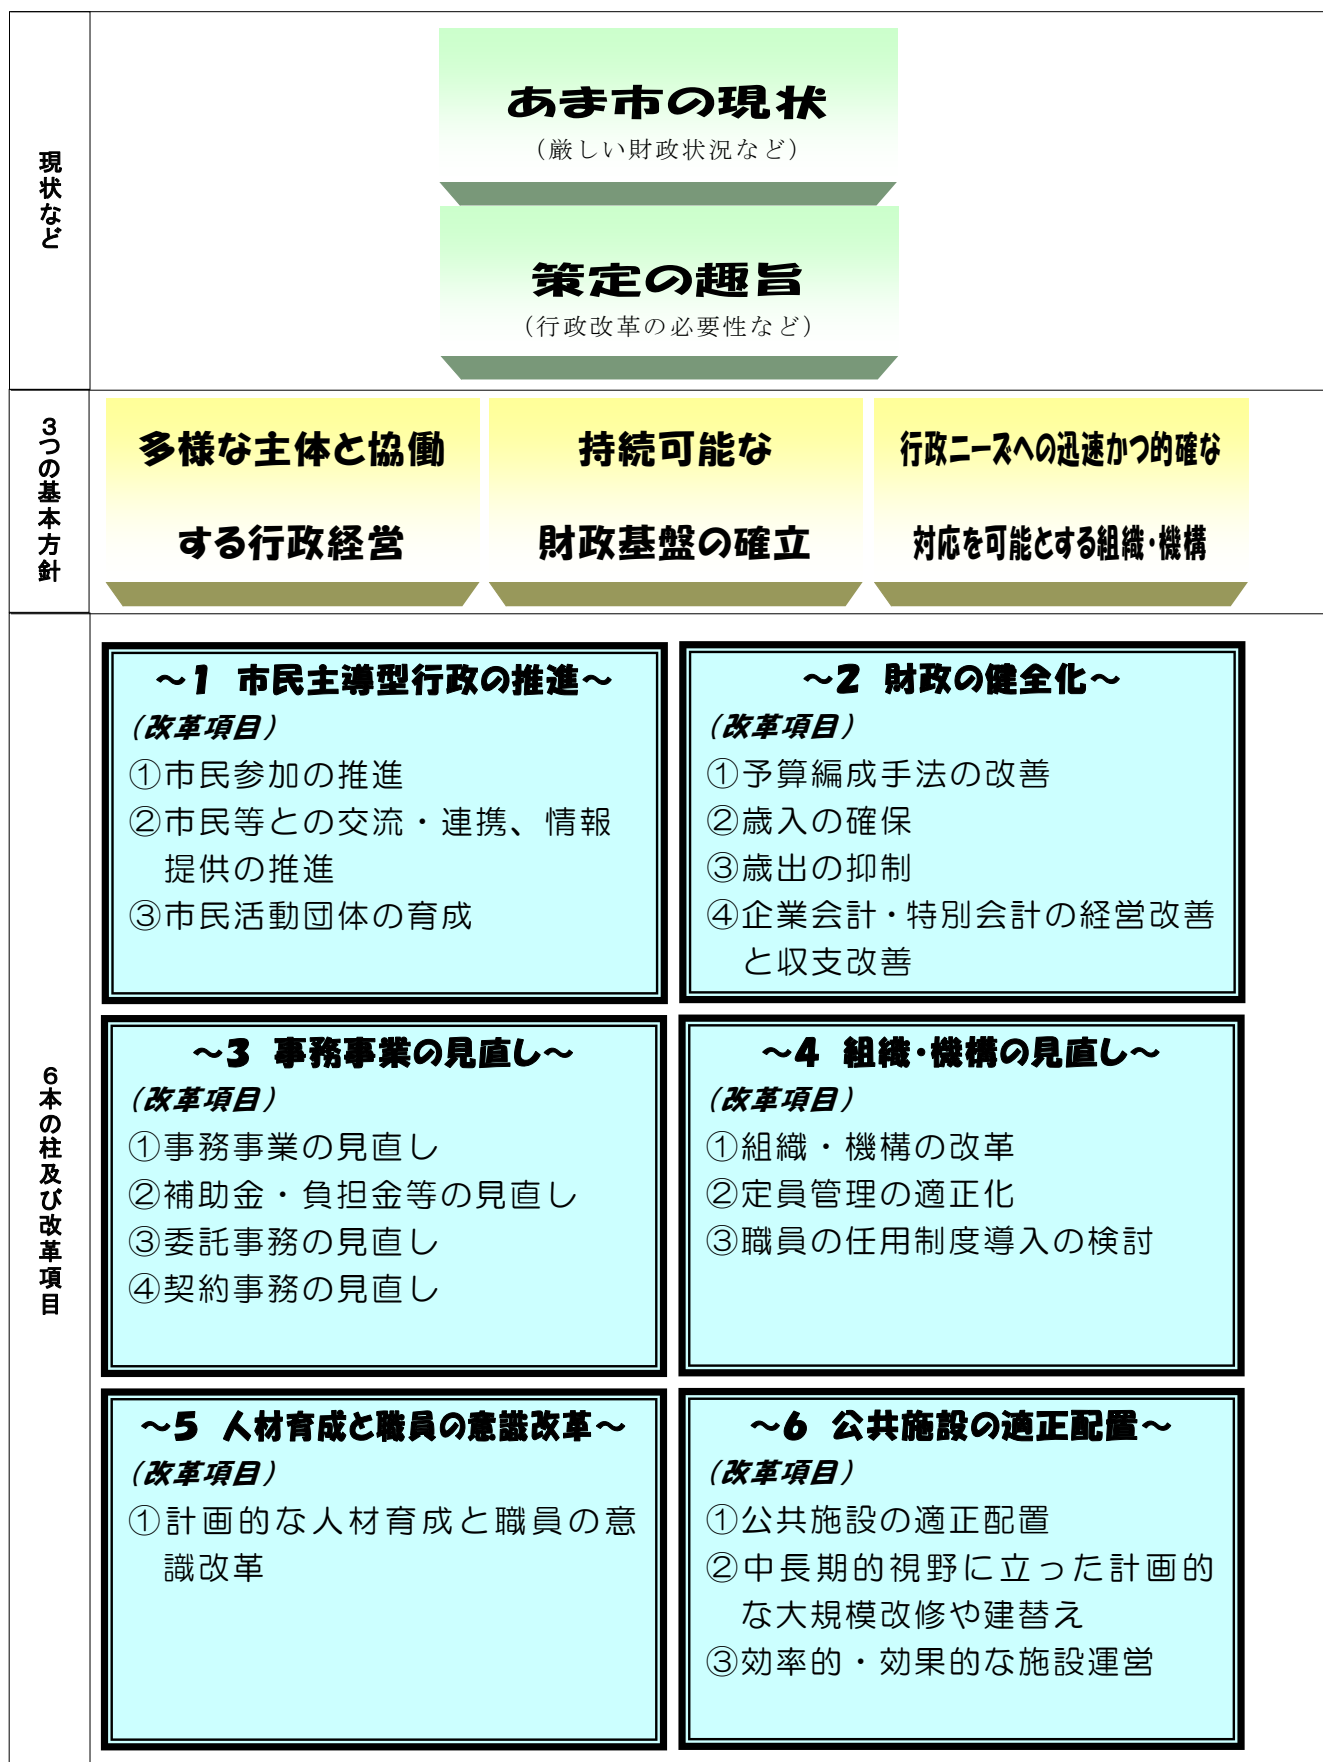 現状など
あま市の現状
（厳しい財政状況など）
策定の趣旨
（行政改革の必要性など）
3つの基本方針
多様な主体と協働
する行政経営
持続可能な
財政基盤の確立
行政ニーズへの迅速かつ的確な
対応を可能とする組織・機構
6本の柱及び改革項目
～1　市民主導型行政の推進～
（改革項目）
①市民参加の推進
②市民等との交流・連携、情報
提供の推進
③市民活動団体の育成
～2　財政の健全化～
（改革項目）
①予算編成手法の改善
②歳入の確保
③歳出の抑制
④企業会計・特別会計の経営改善
と収支改善
～3　事務事業の見直し～
（改革項目）
①事務事業の見直し
②補助金・負担金等の見直し
③委託事務の見直し
④契約事務の見直し
～4　組織・機構の見直し～
（改革項目）
①組織・機構の改革
②定員管理の適正化
③職員の任用制度導入の検討
～5　人材育成と職員の意識改革～
（改革項目）
①計画的な人材育成と職員の意
識改革
～6　公共施設の適正配置～
（改革項目）
①公共施設の適正配置
②中長期的視野に立った計画的
な大規模改修や建替え
③効率的・効果的な施設運営